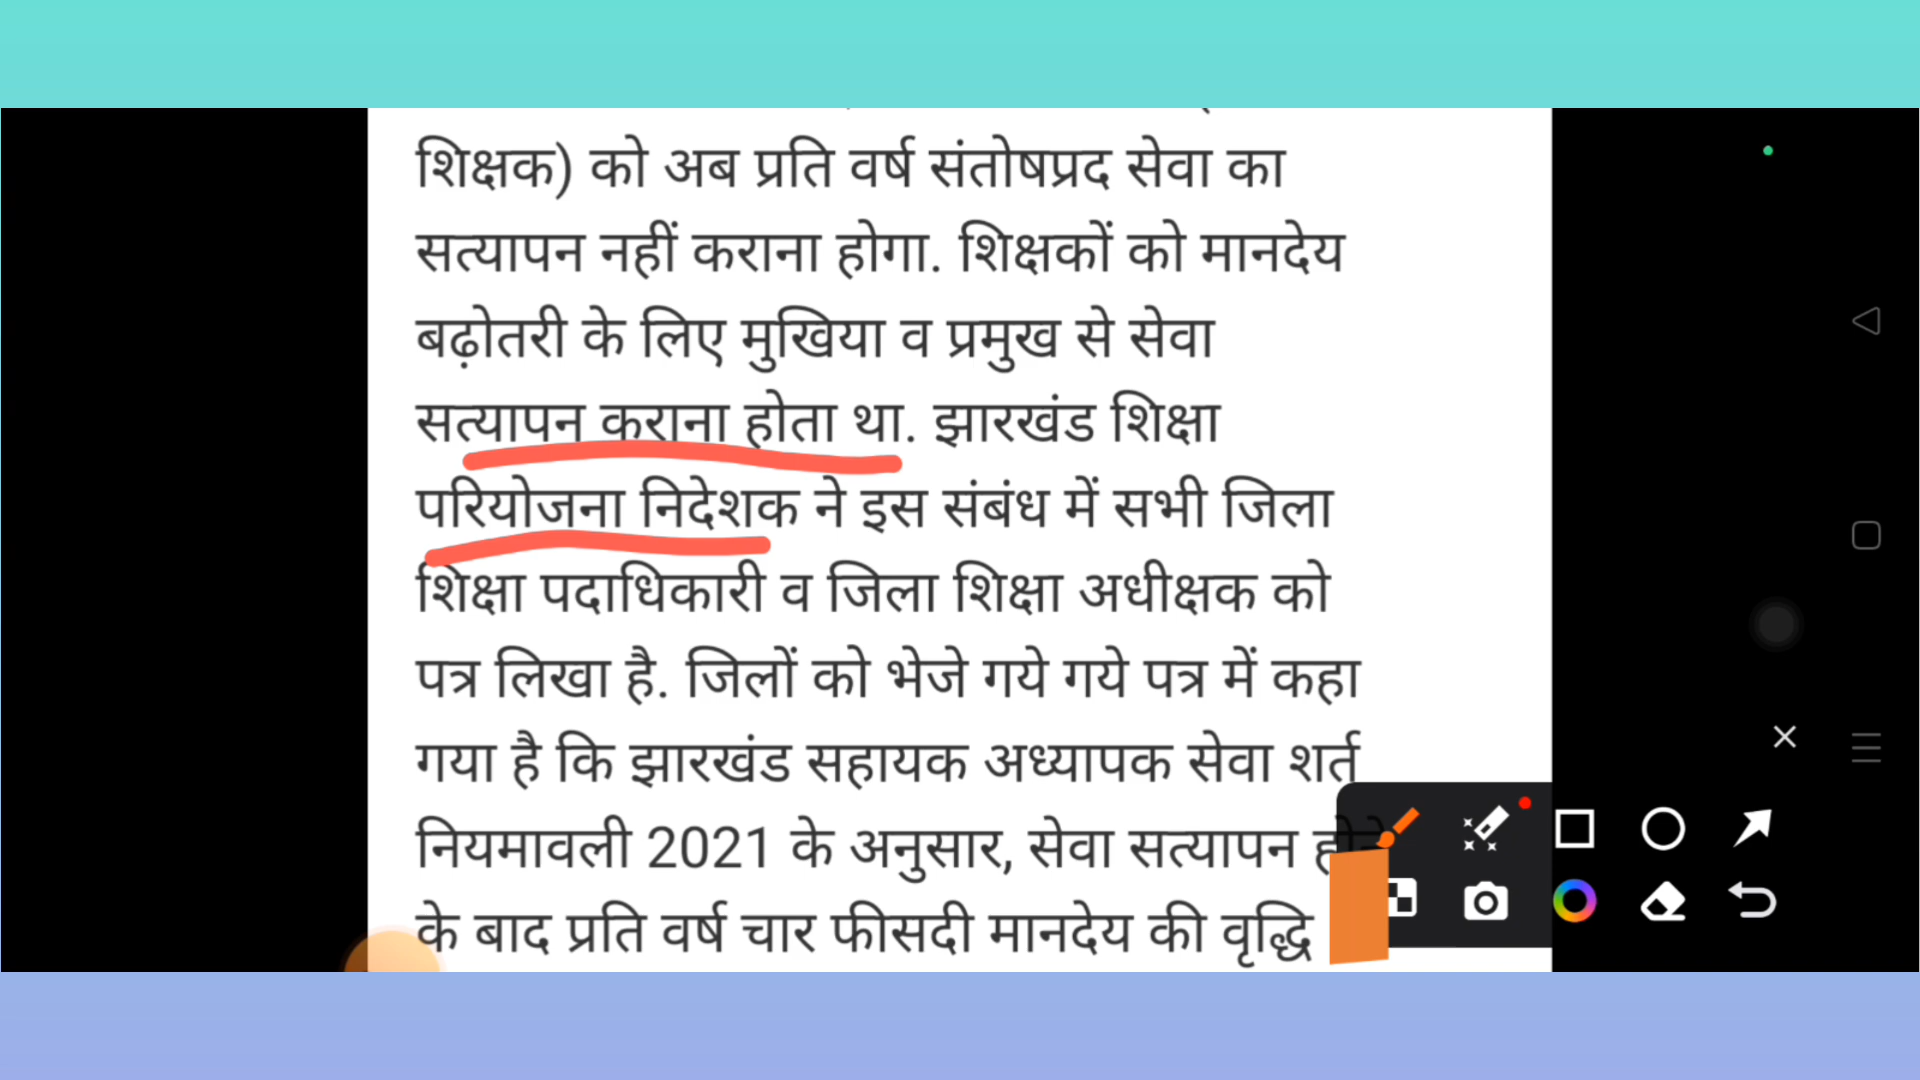 शिक्षक) को अब प्रति वर्ष संतोषप्रद सेवा का
सत्यापन नहीं कराना होगा. शिक्षकों को मानदेय
बढ़ोतरी के लिए मुखिया व प्रमुख से सेवा
सत्यापन कराना होता था. झारखंड शिक्षा
परियोजना निदेशक ने इस संबंध में सभी जिला
शिक्षा पदाधिकारी व जिला शिक्षा अधीक्षक को
पत्र लिखा है. जिलों को भेजे गये गये पत्र में कहा
गया है कि झारखंड सहायक अध्यापक सेवा शर्त
नियमावली 2021 के अनुसार, सेवा सत्यापन होने
के बाद प्रति वर्ष चार फीसदी मानदेय की वृद्धि